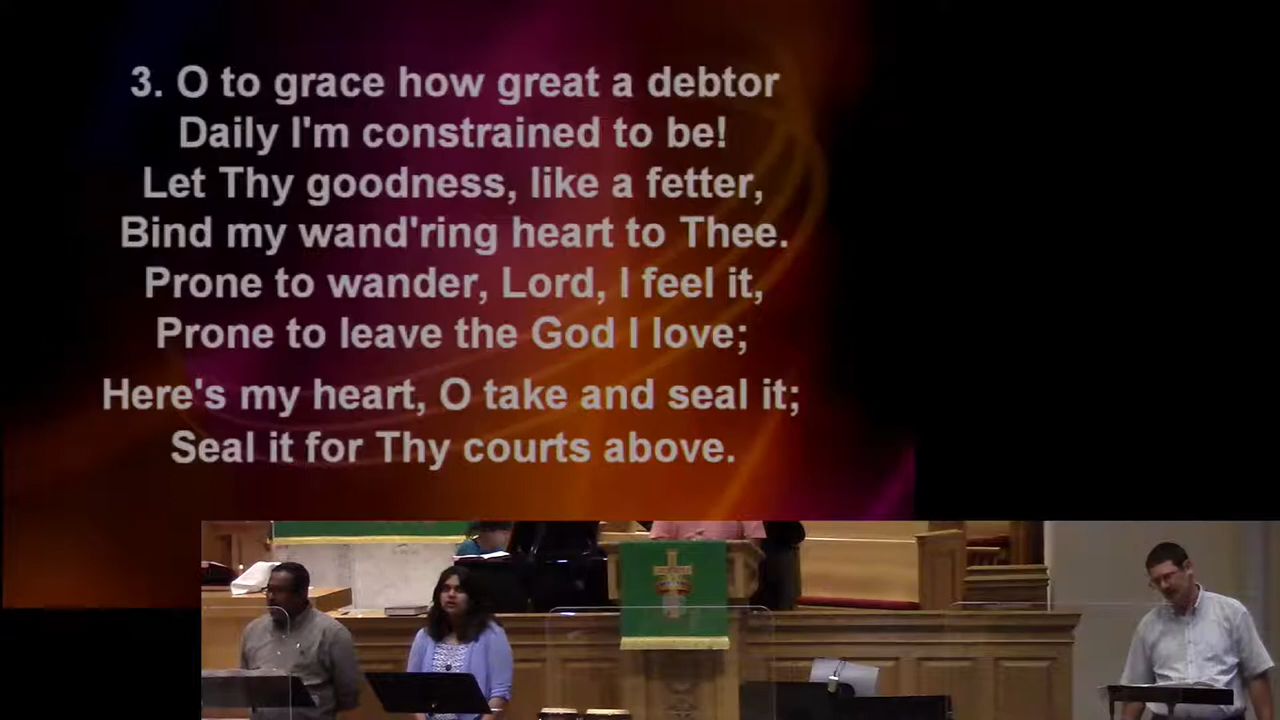 3. O to grace how great a debtor
Daily I'm constrained to be!
Let Thy goodness, like a fetter,
Bind my wand'ring heart to Thee.
Prone to wander, Lord, I feel it,
Prone to leave the God I love;
Here's my heart, O take and seal it;
Seal it for Thy courts above.